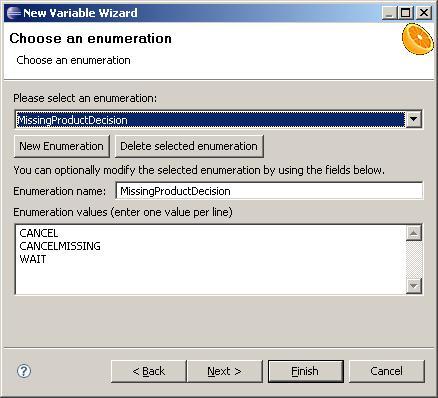 New Variable Wizard
Choose an enumeration
Choose an enumeration
Please select an enumeration:
MissingProductDecision
New Enumeration Delete selected enumeration
You can optionally modify the selected enumeration by using the fields below.
Enumeration name: MissingProductDecision
Enumeration values (enter one value per line)
CANCEL
CANCELMISSING
WAIT
? < Back Next > Finish Cancel